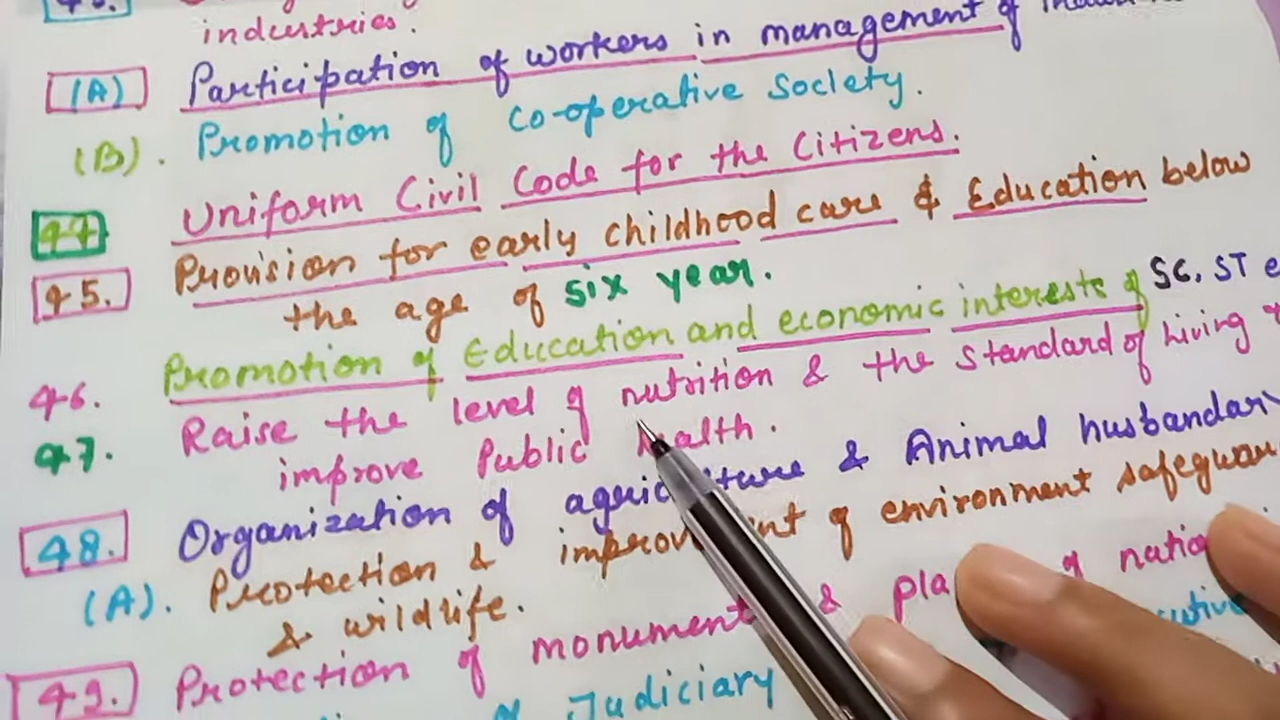 43.
industries.
(A) Participation of workers in management of
(B). Promotion of Co-operative Society.
44 Uniform Civil Code for the Citizens.
45. Provision for early childhood care & Education below
the age of six year.
46. Promotion of Education and economic interests of SC, ST
47. Raise the level of nutrition & the standard of Living
improve Public health.
48. Organization of agriculture & Animal husbandary
(A). Protection & improvement of environment safeguard
& wildlife.
49. Protection of monument & of
of Judiciary